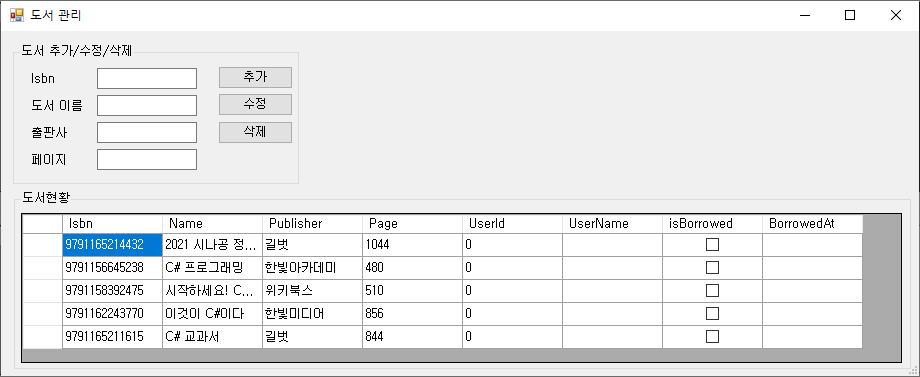 도서 관리
도서 추가/수정/삭제
Isbn 추가
도서 이름 수정
출판사 삭제
페이지
도서현황
Isbn Name Publisher Page UserId UserName isBorrowed BorrowedAt
9791165214432 2021 시나공 정... 길벗 1044 0
9791156645238 C# 프로그래밍 한빛아카데미 480 0
9791158392475 시작하세요! C... 위키북스 510 0
9791162243770 이것이 C#이다 한빛미디어 856 0
9791165211615 C# 교과서 길벗 844 0